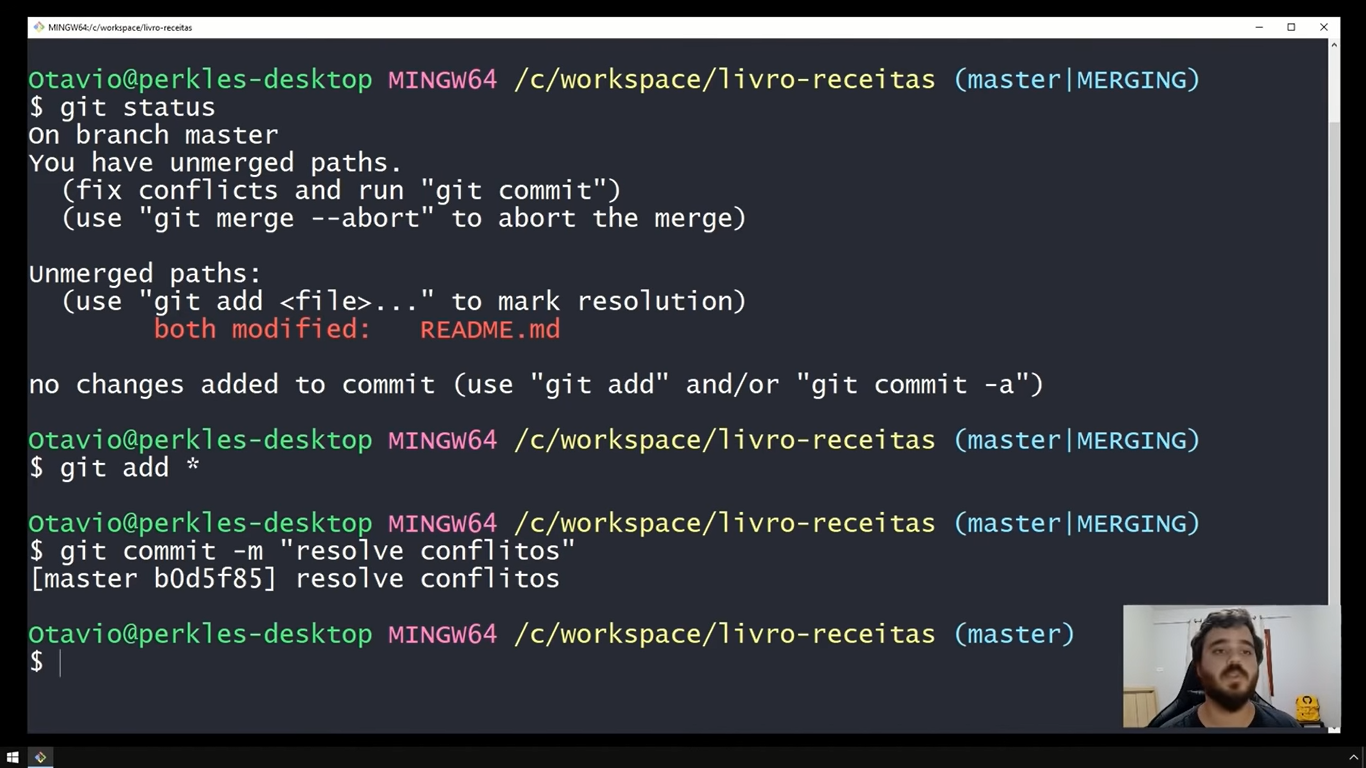 MINGW64:/c/workspace/livro-receitas
Otavio@perkles-desktop MINGW64 /c/workspace/livro-receitas (master|MERGING)
$ git status
On branch master
You have unmerged paths.
  (fix conflicts and run "git commit")
  (use "git merge --abort" to abort the merge)
Unmerged paths:
  (use "git add <file>..." to mark resolution)
        both modified:   README.md
no changes added to commit (use "git add" and/or "git commit -a")
Otavio@perkles-desktop MINGW64 /c/workspace/livro-receitas (master|MERGING)
$ git add *
Otavio@perkles-desktop MINGW64 /c/workspace/livro-receitas (master|MERGING)
$ git commit -m "resolve conflitos"
[master b0d5f85] resolve conflitos
Otavio@perkles-desktop MINGW64 /c/workspace/livro-receitas (master)
$